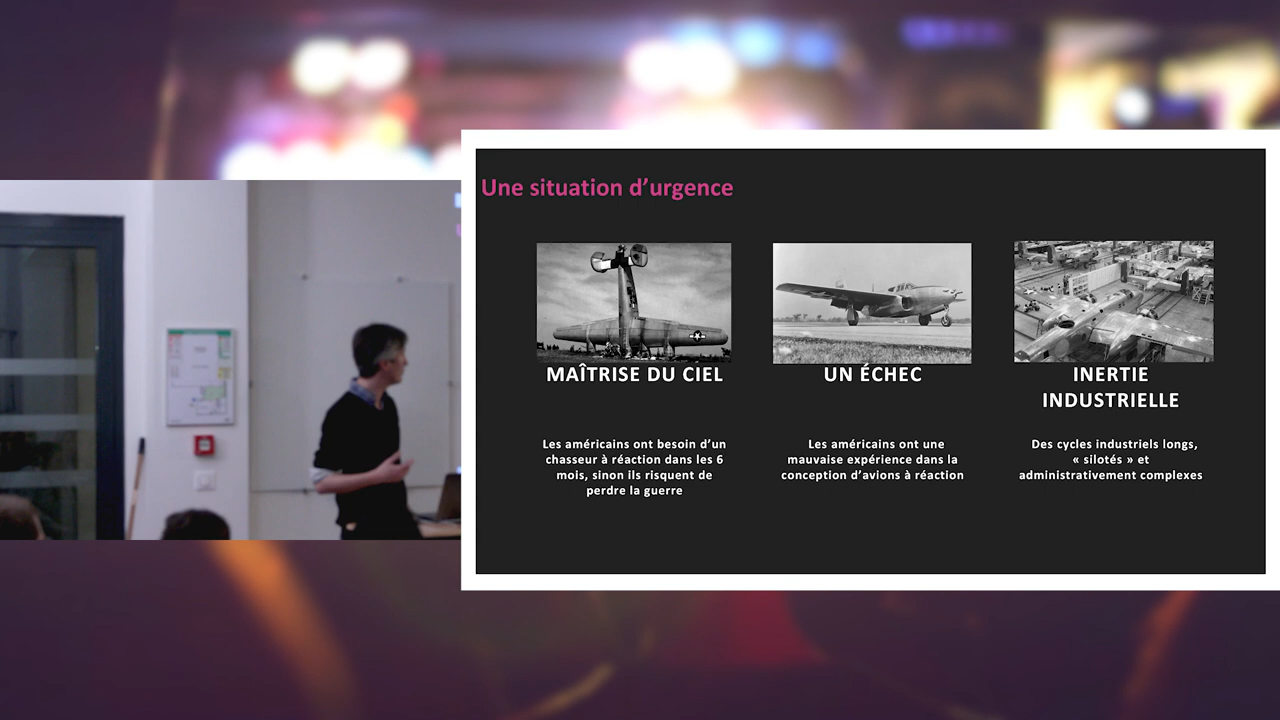 Une situation d’urgence
MAÎTRISE DU CIEL
Les américains ont besoin d’un
chasseur à réaction dans les 6
mois, sinon ils risquent de
perdre la guerre
UN ÉCHEC
Les américains ont une
mauvaise expérience dans la
conception d’avions à réaction
INERTIE
INDUSTRIELLE
Des cycles industriels longs,
« silotés » et
administrativement complexes